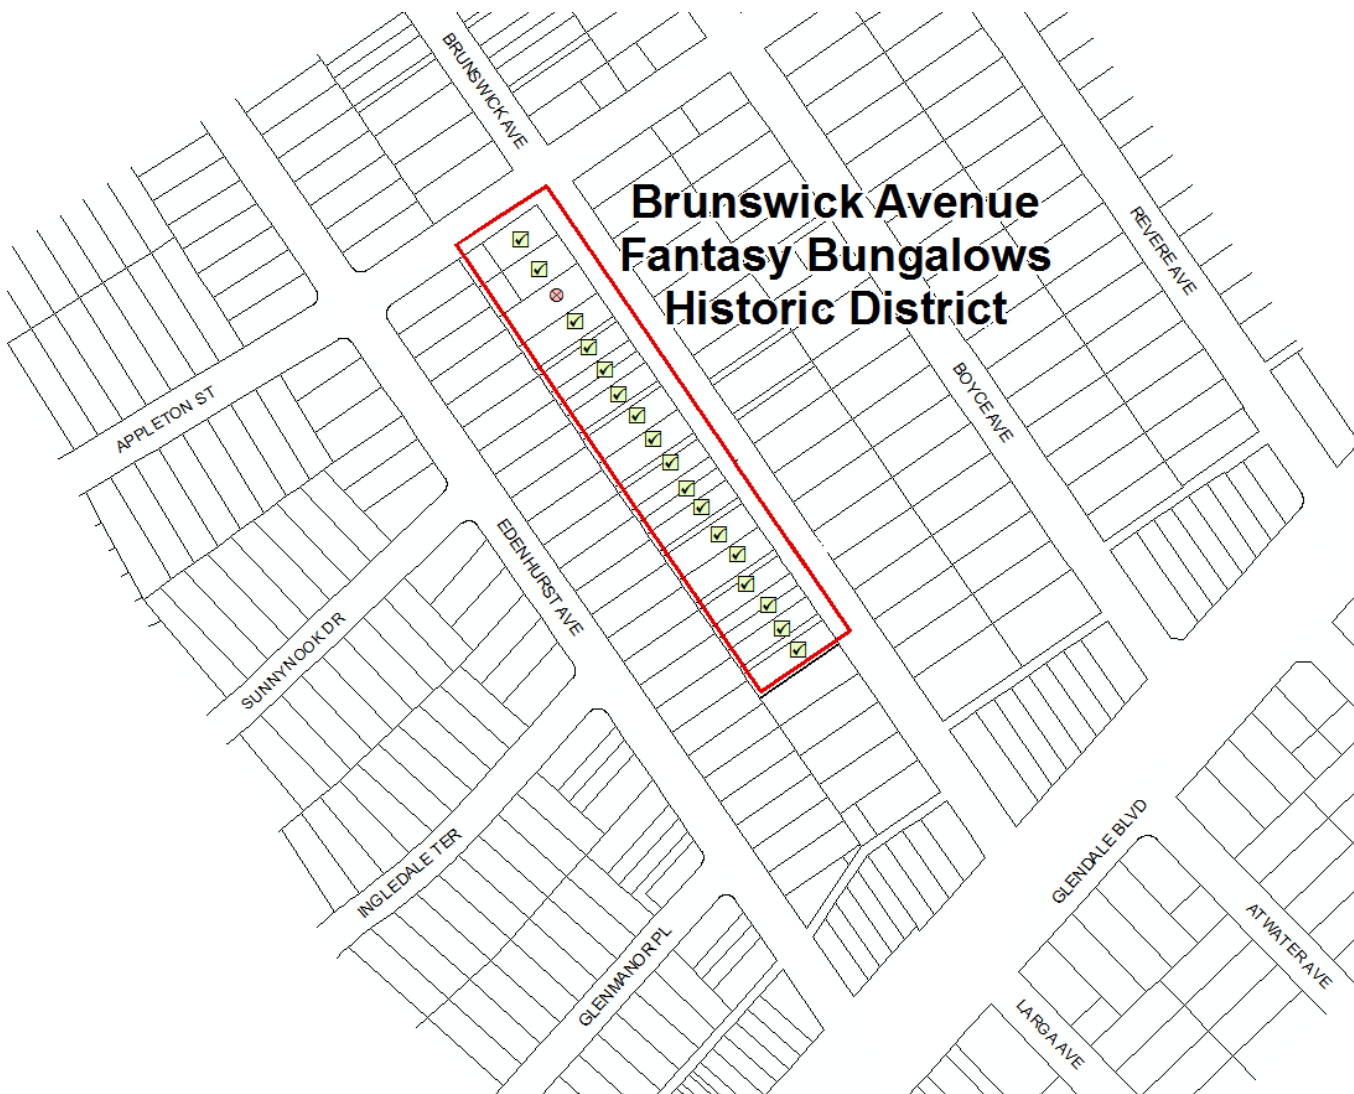 BRUNSWICK AVE
Brunswick Avenue
Fantasy Bungalows
Historic District
REVERE AVE
BOYCE AVE
APPLETON ST
EDENHURST AVE
SUNNYNOOK DR
INGLEDALE TER
GLENDALE BLVD
GLENMANOR PL
ATWATER AVE
LARGA AVE